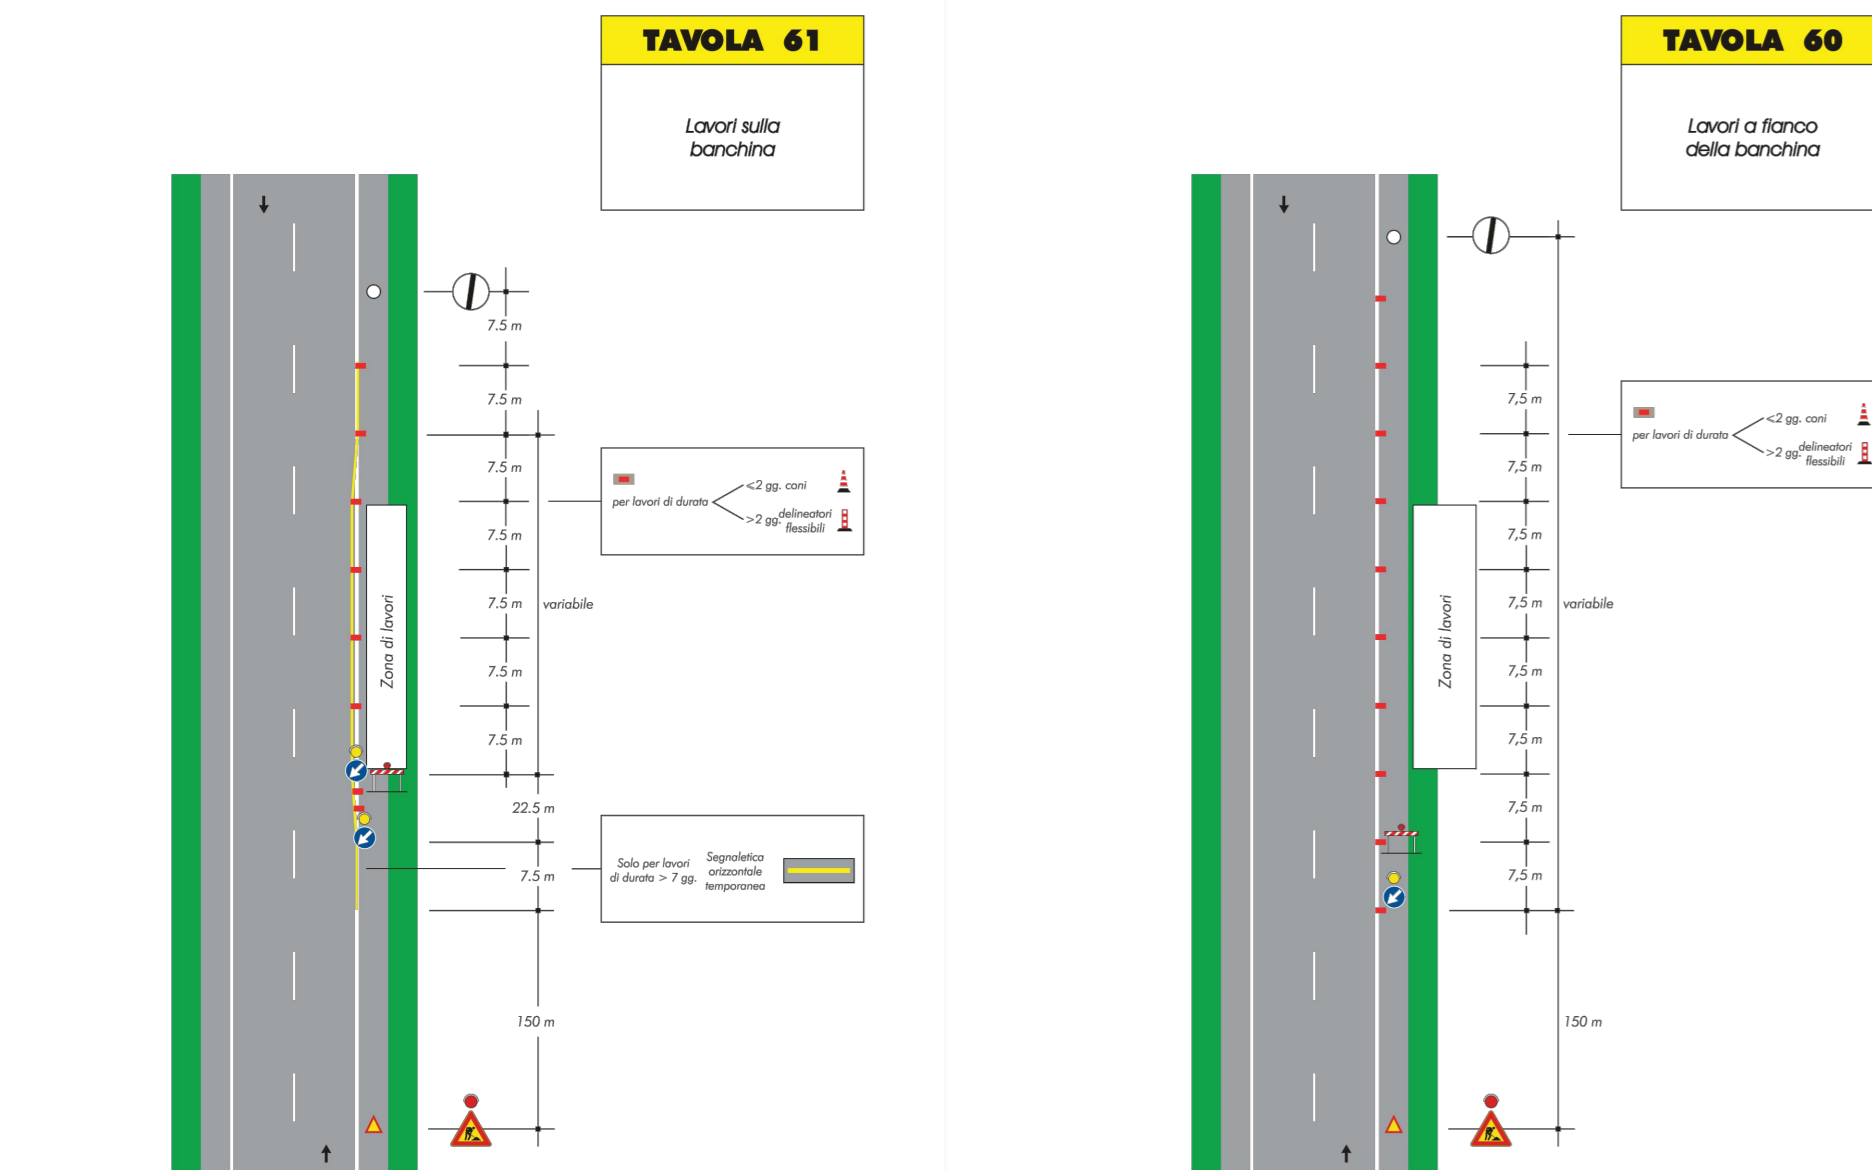 TAVOLA 61
Lavori sulla
banchina
7.5 m
7.5 m
7.5 m
7.5 m
7.5 m
variabile
7.5 m
7.5 m
22.5 m
7.5 m
150 m
per lavori di durata
<2 gg. coni
>2 gg. delineatori
flessibili
Zona di lavori
Solo per lavori
di durata > 7 gg.
Segnaletica
orizzontale
temporanea
TAVOLA 60
Lavori a fianco
della banchina
7,5 m
7,5 m
7,5 m
7,5 m
variabile
7,5 m
7,5 m
7,5 m
7,5 m
150 m
per lavori di durata
<2 gg. coni
>2 gg. delineatori
flessibili
Zona di lavori